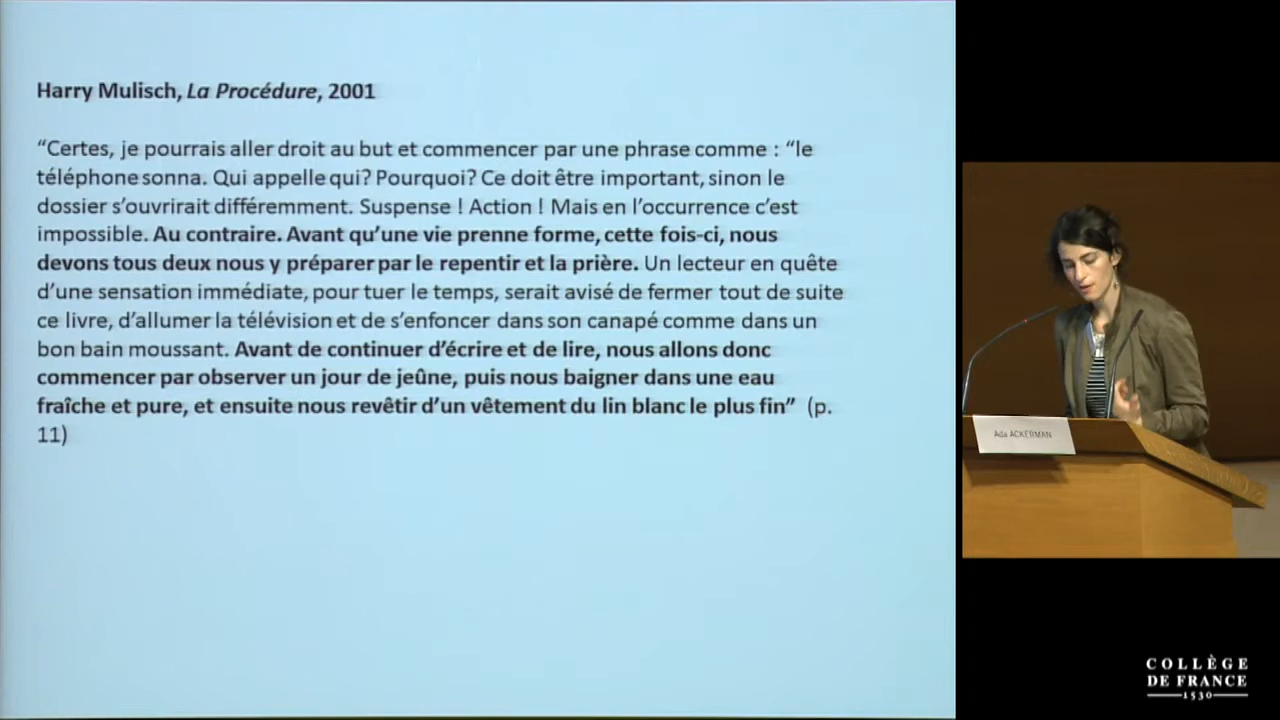 Harry Mulisch, La Procédure, 2001
“Certes, je pourrais aller droit au but et commencer par une phrase comme : “le
téléphone sonna. Qui appelle qui? Pourquoi? Ce doit être important, sinon le
dossier s’ouvrirait différemment. Suspense ! Action ! Mais en l’occurrence c’est
impossible. Au contraire. Avant qu’une vie prenne forme, cette fois-ci, nous
devons tous deux nous y préparer par le repentir et la prière. Un lecteur en quête
d’une sensation immédiate, pour tuer le temps, serait avisé de fermer tout de suite
ce livre, d’allumer la télévision et de s’enfoncer dans son canapé comme dans un
bon bain moussant. Avant de continuer d’écrire et de lire, nous allons donc
commencer par observer un jour de jeûne, puis nous baigner dans une eau
fraîche et pure, et ensuite nous revêtir d’un vêtement du lin blanc le plus fin” (p.
11)
Ada ACKERMAN
COLLÈGE
DE FRANCE
1530